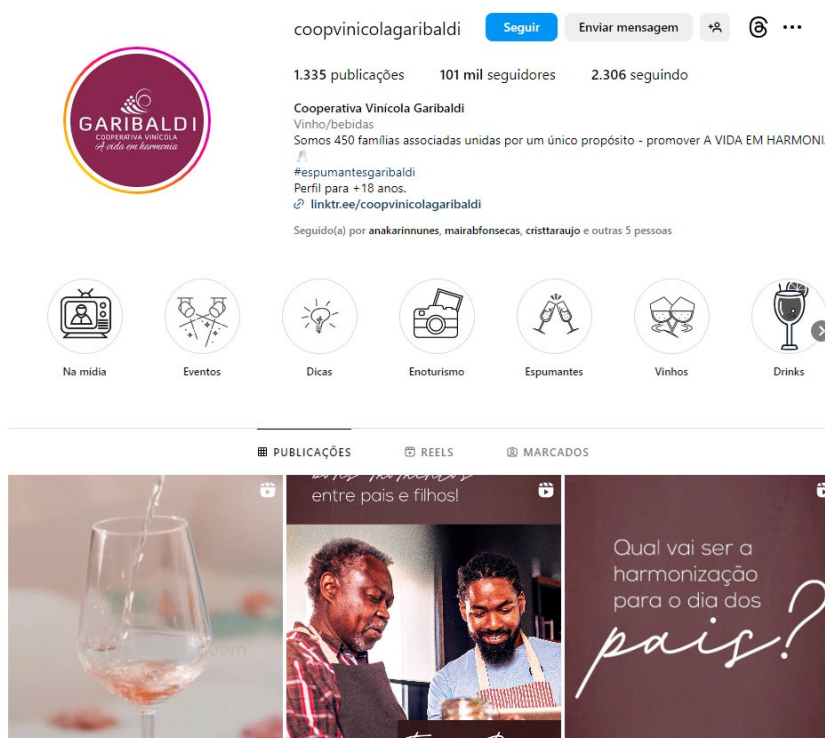 coopvinicolagaribaldi Seguir Enviar mensagem
1.335 publicações 101 mil seguidores 2.306 seguindo
GARIBALDI
COOPERATIVA VINÍCOLA
A vida em harmonia
Cooperativa Vinícola Garibaldi
Vinho/bebidas
Somos 450 famílias associadas unidas por um único propósito - promover A VIDA EM HARMONI
#espumantesgaribaldi
Perfil para +18 anos.
linktr.ee/coopvinicolagaribaldi
Seguido(a) por anakarinnunes, mairabfonsecas, cristtaraujo e outras 5 pessoas
Na mídia Eventos Dicas Enoturismo Espumantes Vinhos Drinks
PUBLICAÇÕES REELS MARCADOS
entre pais e filhos!
Qual vai ser a
harmonização
para o dia dos
pais?